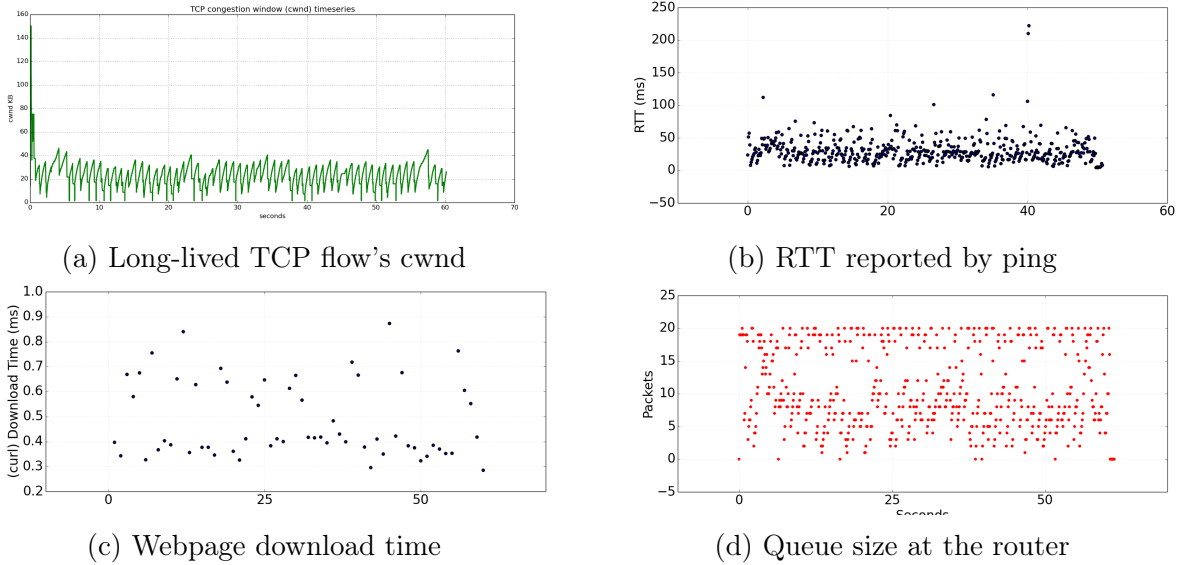 TCP congestion window (cwnd) timeseries
cwnd KB
160
140
120
100
80
60
40
20
0
0 10 20 30 40 50 60 70
seconds
(a) Long-lived TCP flow's cwnd
RTT (ms)
250
200
150
100
50
0
−50
0 20 40 60
(b) RTT reported by ping
(curl) Download Time (ms)
1.0
0.9
0.8
0.7
0.6
0.5
0.4
0.3
0.2
0 25 50
(c) Webpage download time
Packets
25
20
15
10
5
0
−5
0 25 50
Seconds
(d) Queue size at the router